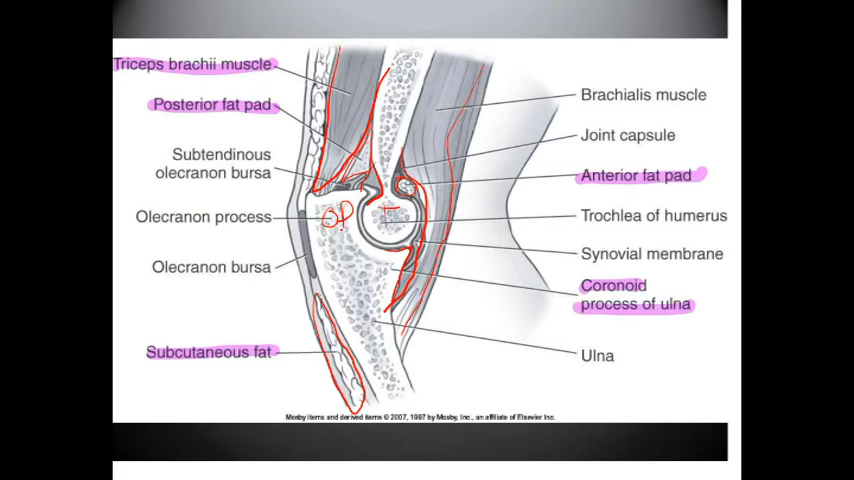 Triceps brachii muscle
Posterior fat pad
Subtendinous
olecranon bursa
Olecranon process
Olecranon bursa
Subcutaneous fat
OP
T
Brachialis muscle
Joint capsule
Anterior fat pad
Trochlea of humerus
Synovial membrane
Coronoid
process of ulna
Ulna
Mosby items and derived items © 2007, 1997 by Mosby, Inc., an affiliate of Elsevier Inc.